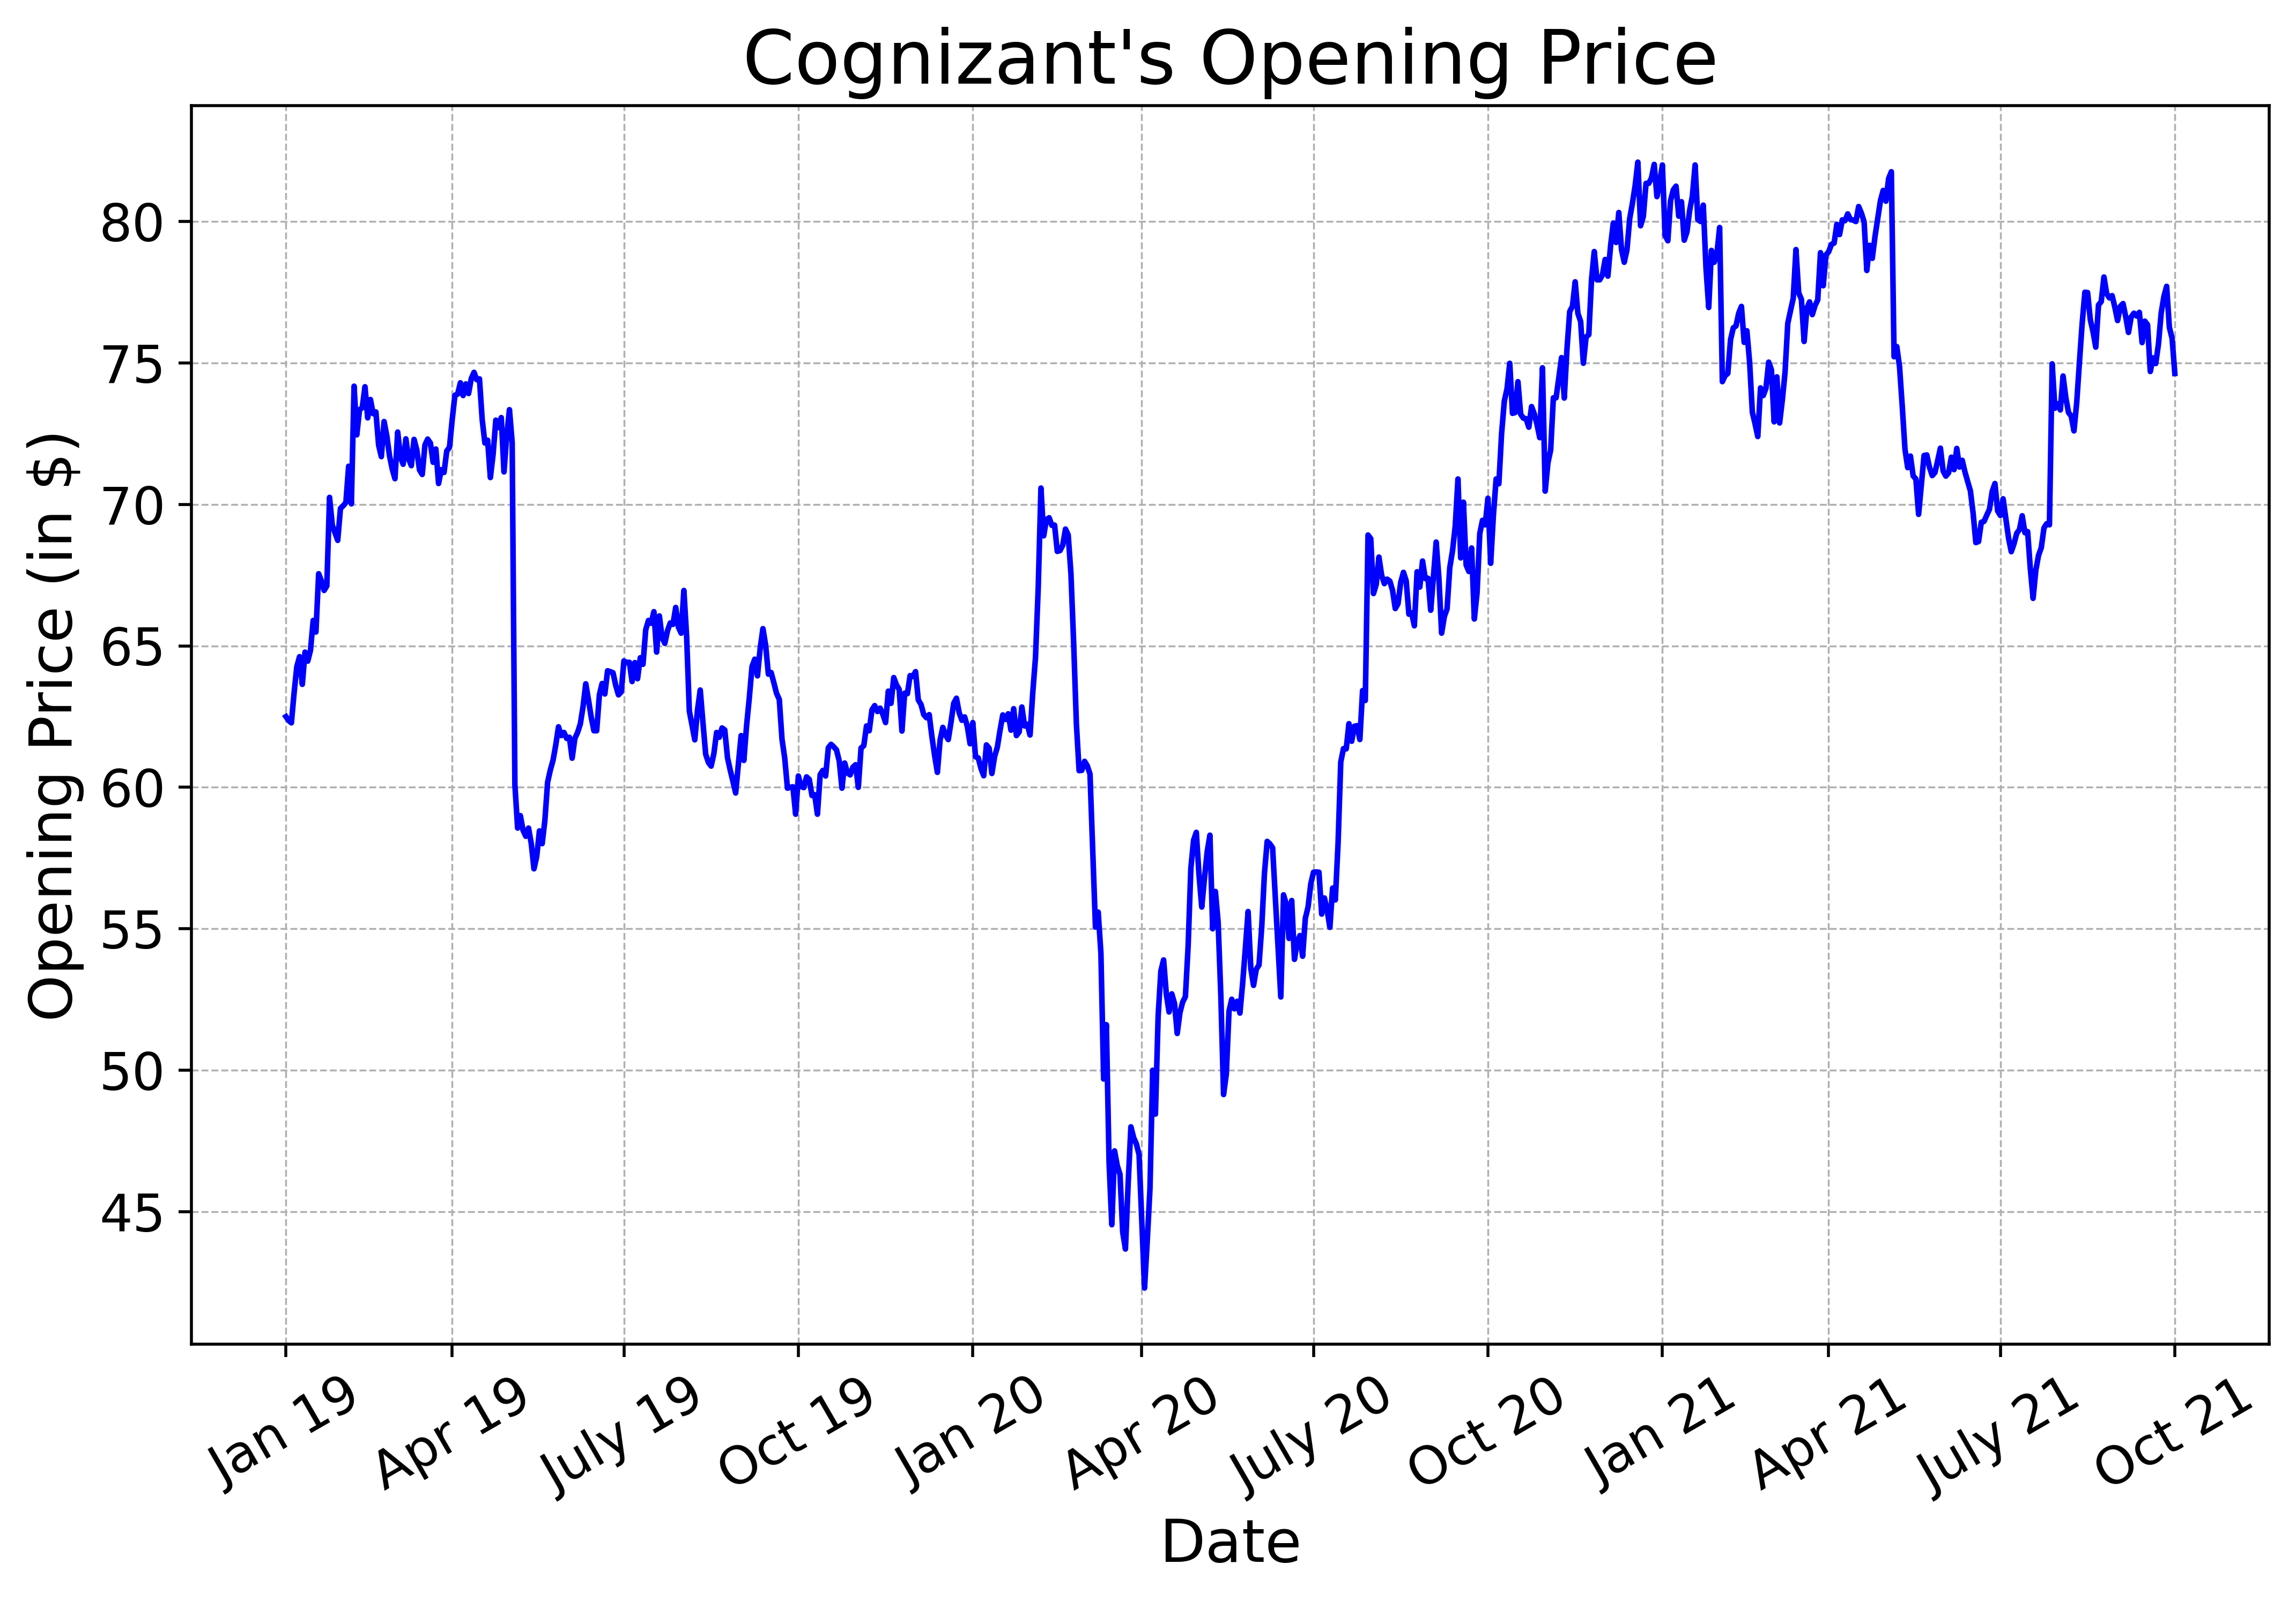 Cognizant's Opening Price
Opening Price (in $)
80
75
70
65
60
55
50
45
Jan 19
Apr 19
July 19
Oct 19
Jan 20
Apr 20
July 20
Oct 20
Jan 21
Apr 21
July 21
Oct 21
Date